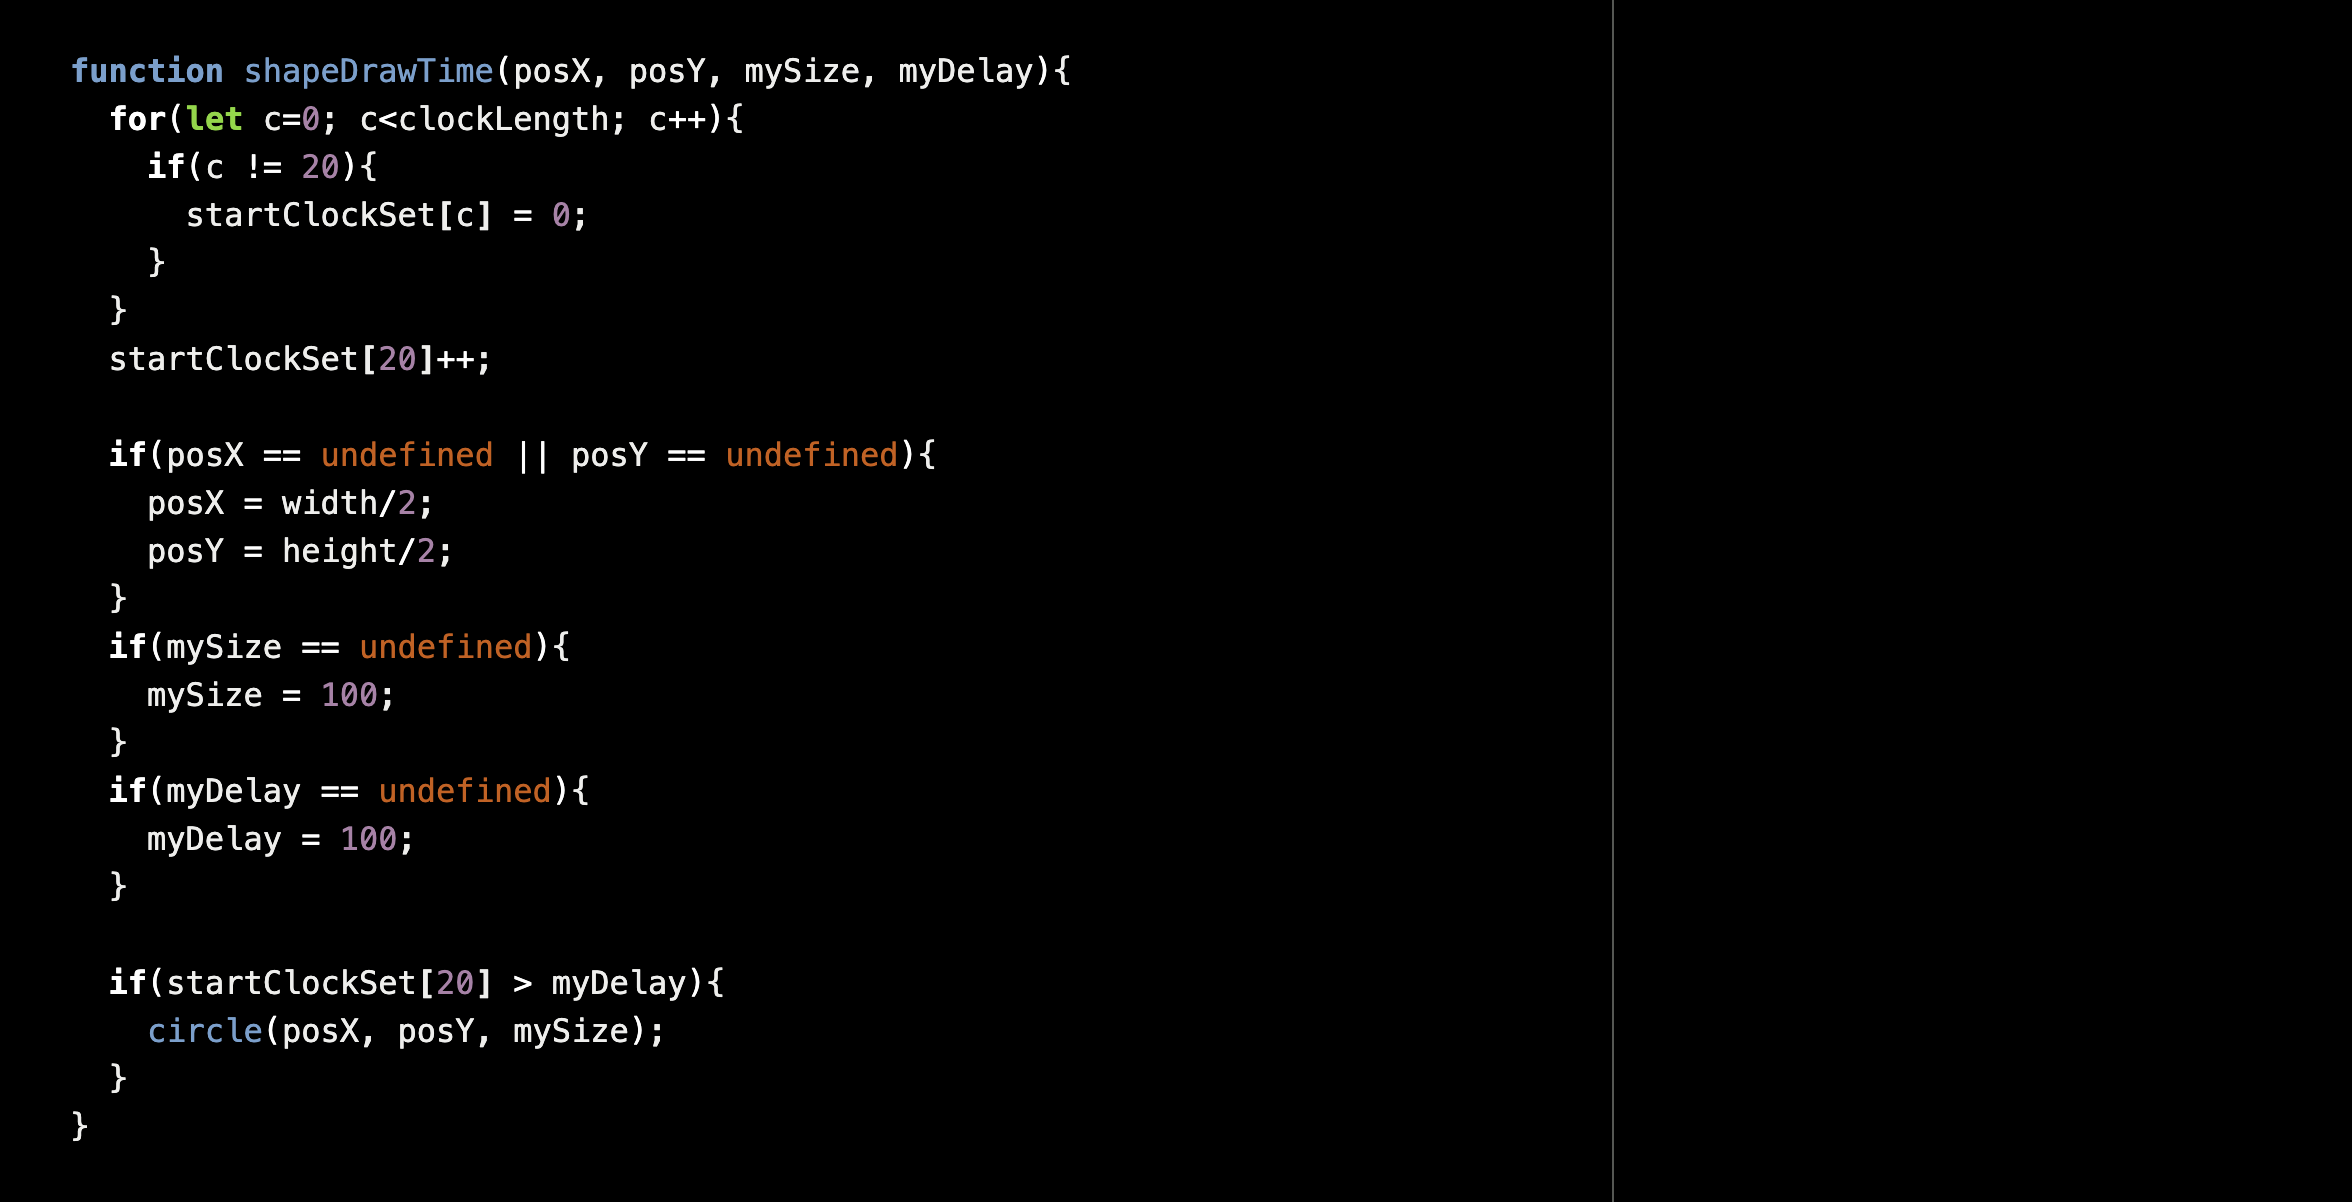 function shapeDrawTime(posX, posY, mySize, myDelay){
  for(let c=0; c<clockLength; c++){
    if(c != 20){
      startClockSet[c] = 0;
    }
  }
  startClockSet[20]++;

  if(posX == undefined || posY == undefined){
    posX = width/2;
    posY = height/2;
  }
  if(mySize == undefined){
    mySize = 100;
  }
  if(myDelay == undefined){
    myDelay = 100;
  }

  if(startClockSet[20] > myDelay){
    circle(posX, posY, mySize);
  }
}